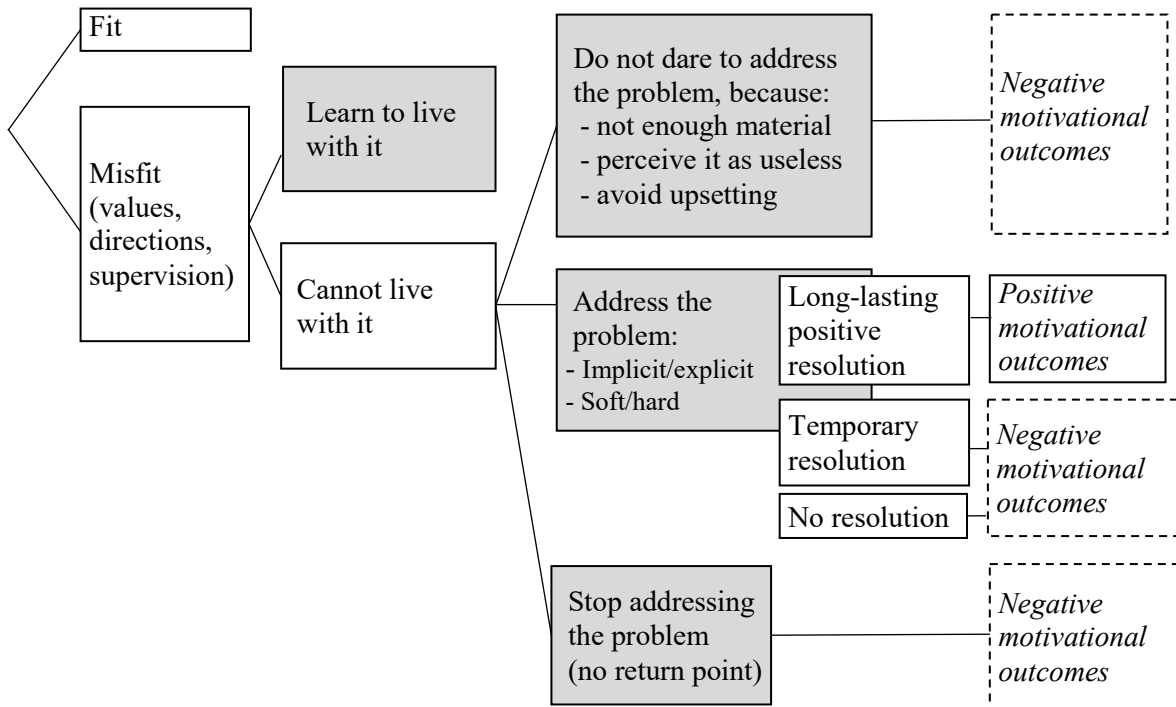 Fit
Misfit
(values,
directions,
supervision)
Learn to live
with it
Cannot live
with it
Do not dare to address
the problem, because:
- not enough material
- perceive it as useless
- avoid upsetting
Negative
motivational
outcomes
Address the
problem:
- Implicit/explicit
- Soft/hard
Long-lasting
positive
resolution
Positive
motivational
outcomes
Temporary
resolution
No resolution
Negative
motivational
outcomes
Stop addressing
the problem
(no return point)
Negative
motivational
outcomes